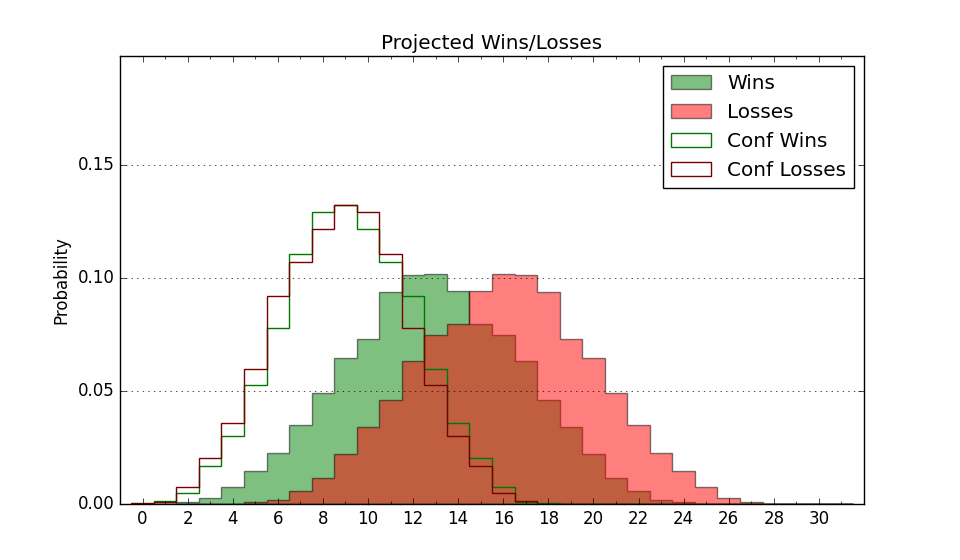 Projected Wins/Losses
Wins
Losses
Conf Wins
Conf Losses
Probability
0.15
0.10
0.05
0.00
0 2 4 6 8 10 12 14 16 18 20 22 24 26 28 30